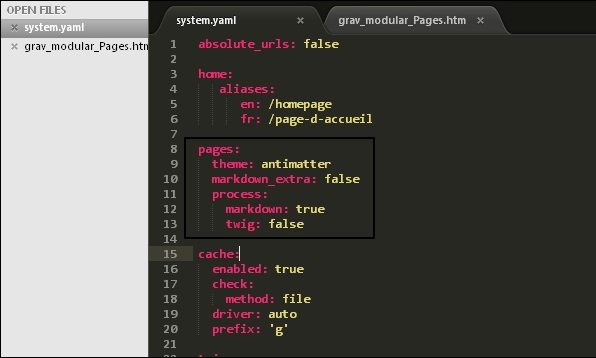 OPEN FILES
system.yaml
grav_modular_Pages.htm
system.yaml
grav_modular_Pages.htm
1 absolute_urls: false
2
3 home:
4 aliases:
5 en: /homepage
6 fr: /page-d-accueil
7
8 pages:
9 theme: antimatter
10 markdown_extra: false
11 process:
12 markdown: true
13 twig: false
14
15 cache:
16 enabled: true
17 check:
18 method: file
19 driver: auto
20 prefix: 'g'
21